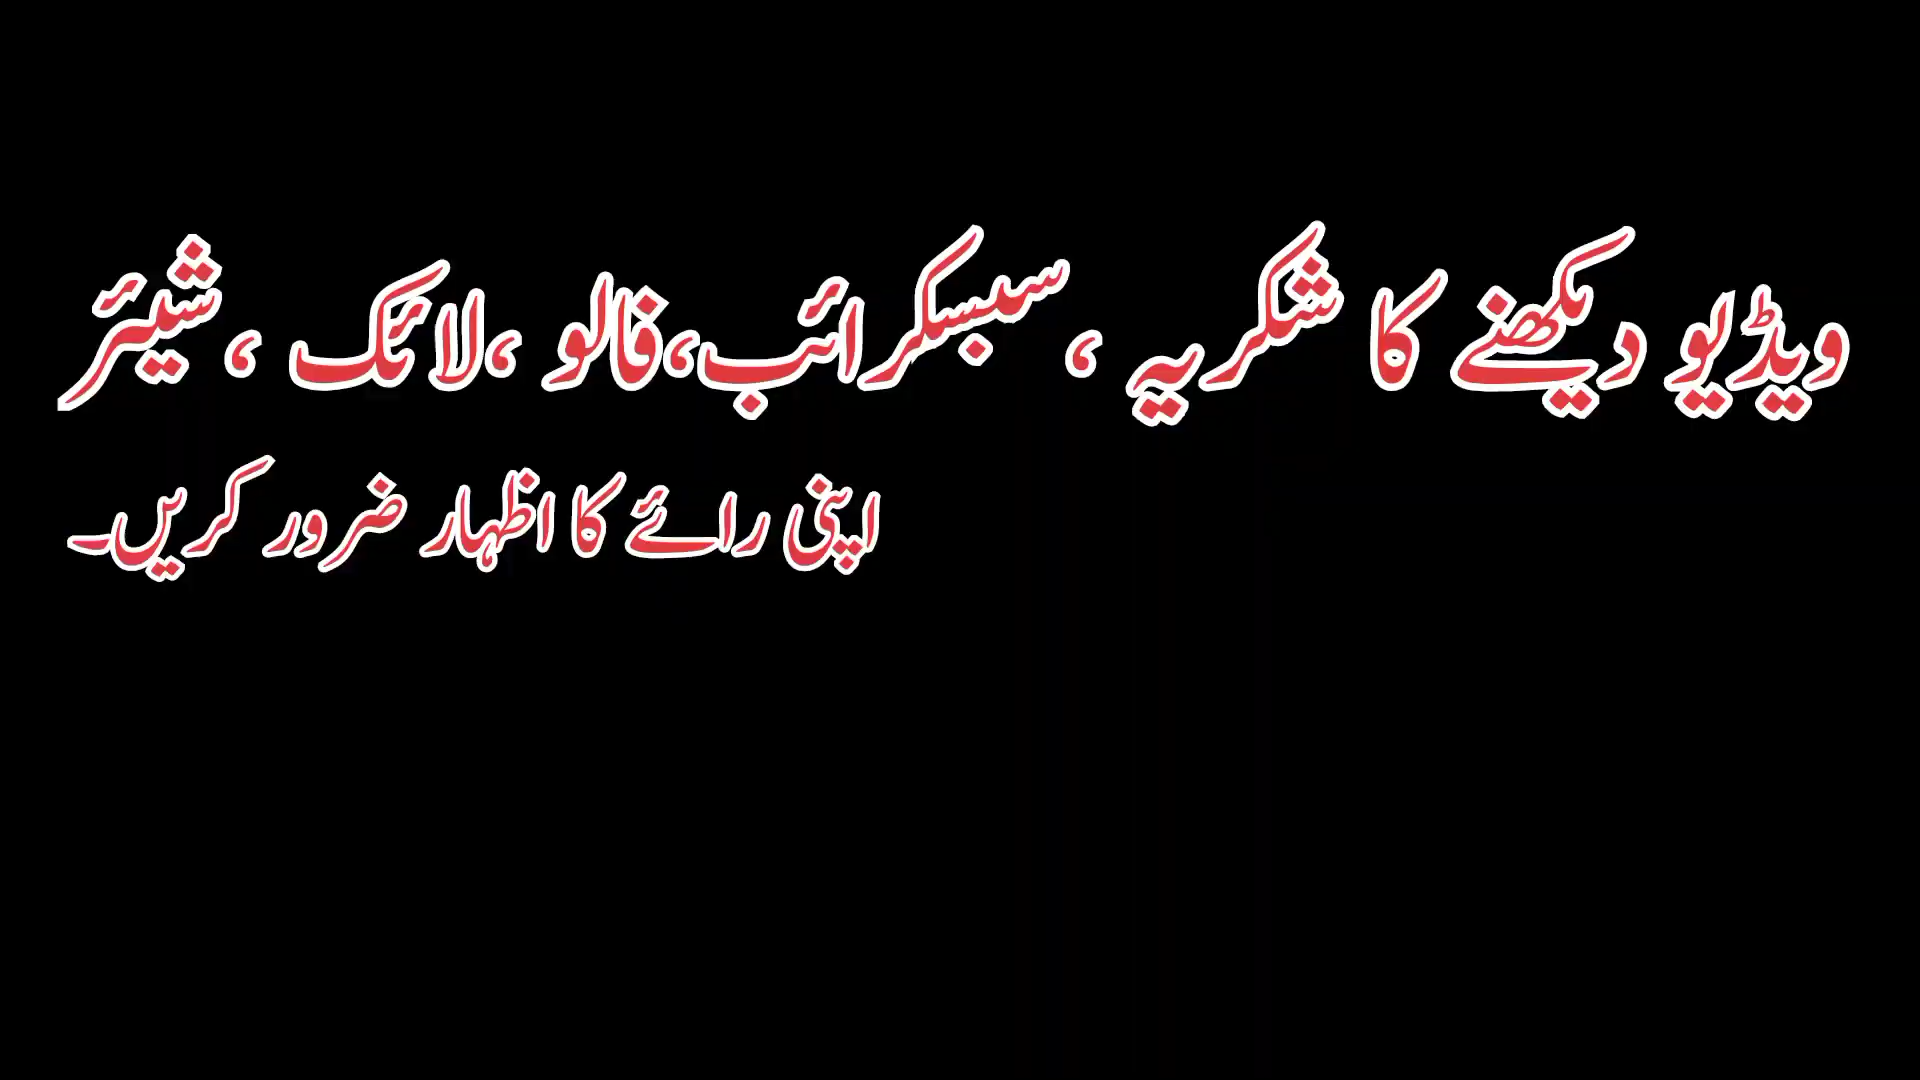 ویڈیو دیکھنے کا شکریہ ، سبسکرائب،فالو ،لائک ،شیئر
اپنی رائے کا اظہار ضرور کریں۔